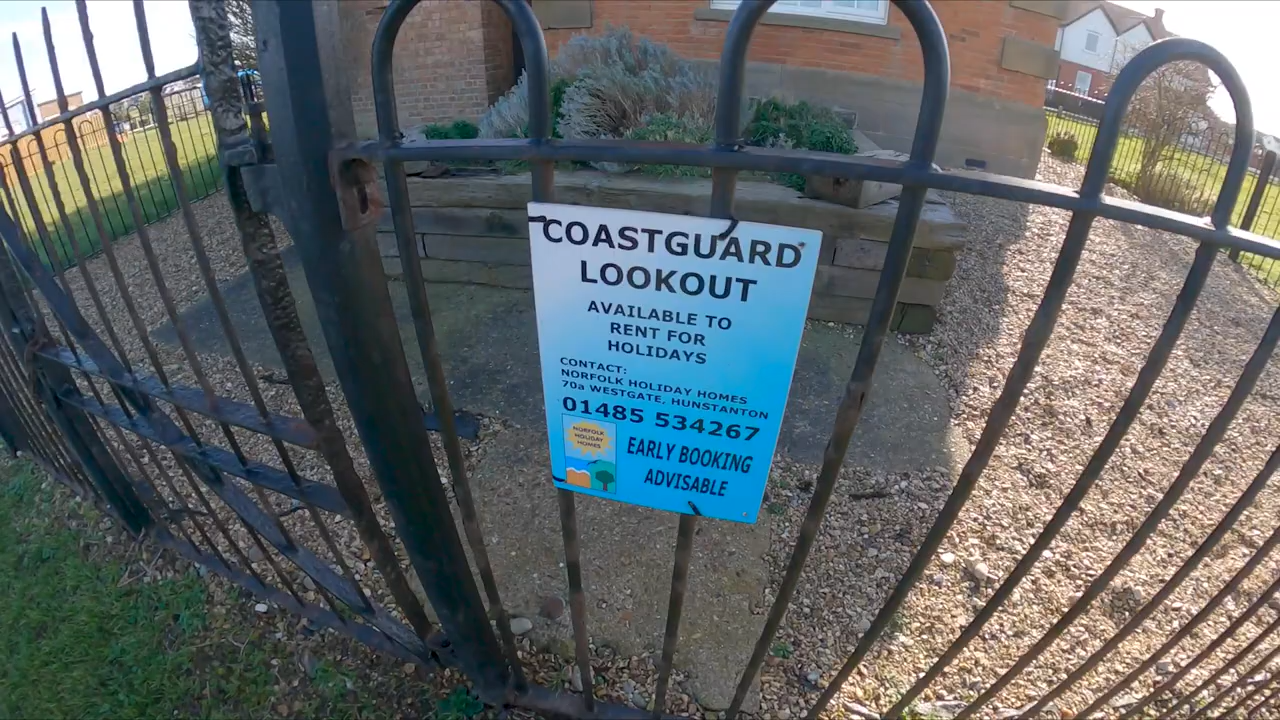 COASTGUARD
LOOKOUT
AVAILABLE TO
RENT FOR
HOLIDAYS
CONTACT:
NORFOLK HOLIDAY HOMES
70a WESTGATE, HUNSTANTON
01485 534267
NORFOLK
HOLIDAY
HOMES
EARLY BOOKING
ADVISABLE